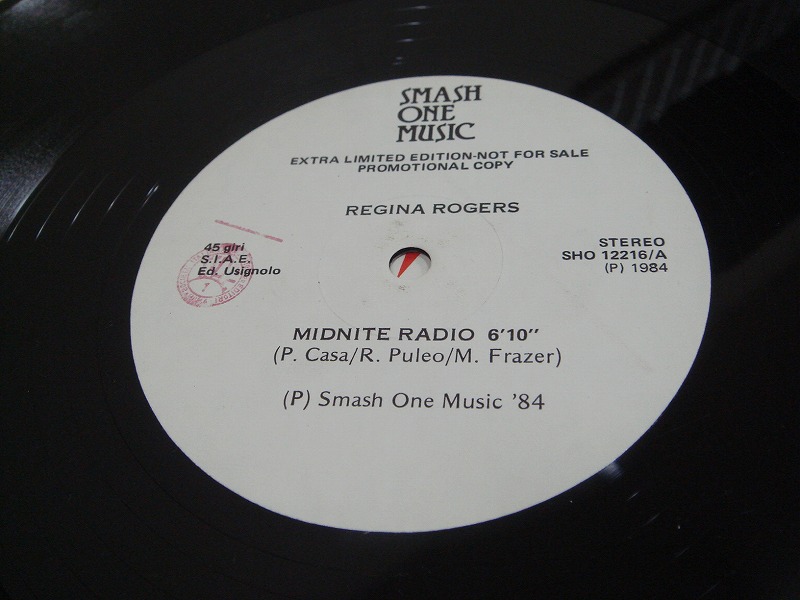 SMASH
ONE
MUSIC
EXTRA LIMITED EDITION-NOT FOR SALE
PROMOTIONAL COPY
REGINA ROGERS
45 giri
S.I.A.E.
Ed. Usignolo
STEREO
SHO 12216/A
(P) 1984
MIDNITE RADIO 6'10"
(P. Casa/R. Puleo/M. Frazer)
(P) Smash One Music '84